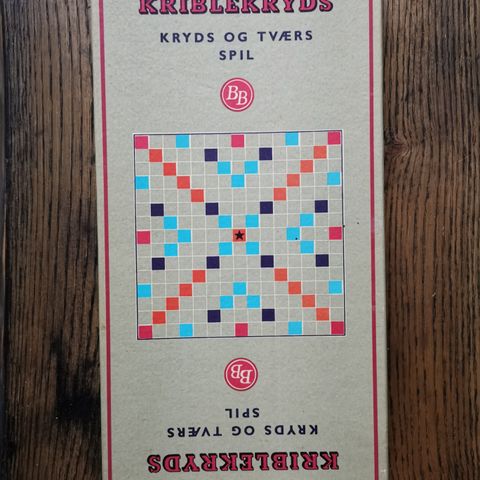 KRIBLEKRYDS
KRYDS OG TVÆRS
SPIL
BB
BB
SPIL
KRYDS OG TVÆRS
KRIBLEKRYDS